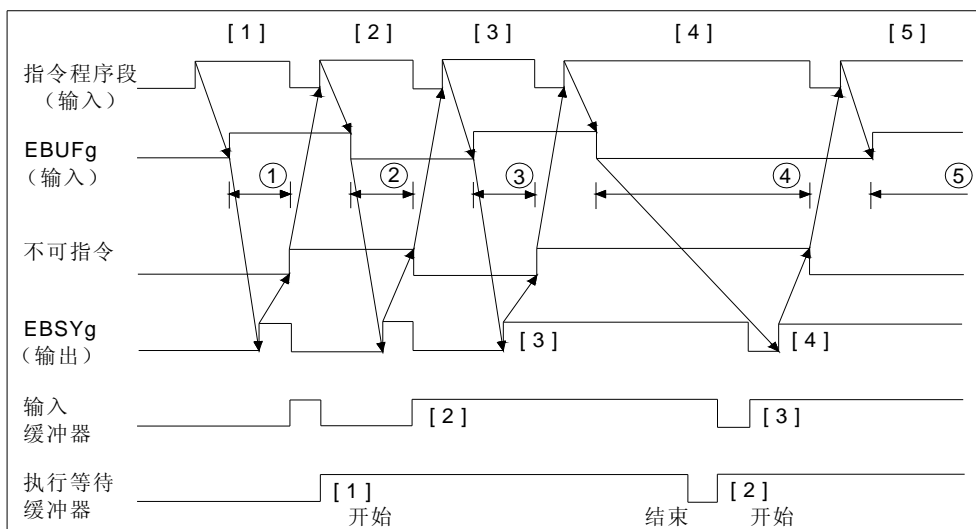 [1] [2] [3] [4] [5]
指令程序段
（输入）
EBUFg
（输入）
① ② ③ ④ ⑤
不可指令
EBSYg
（输出）
[3] [4]
输入
缓冲器
[2] [3]
执行等待
缓冲器
[1] [2]
开始 结束 开始